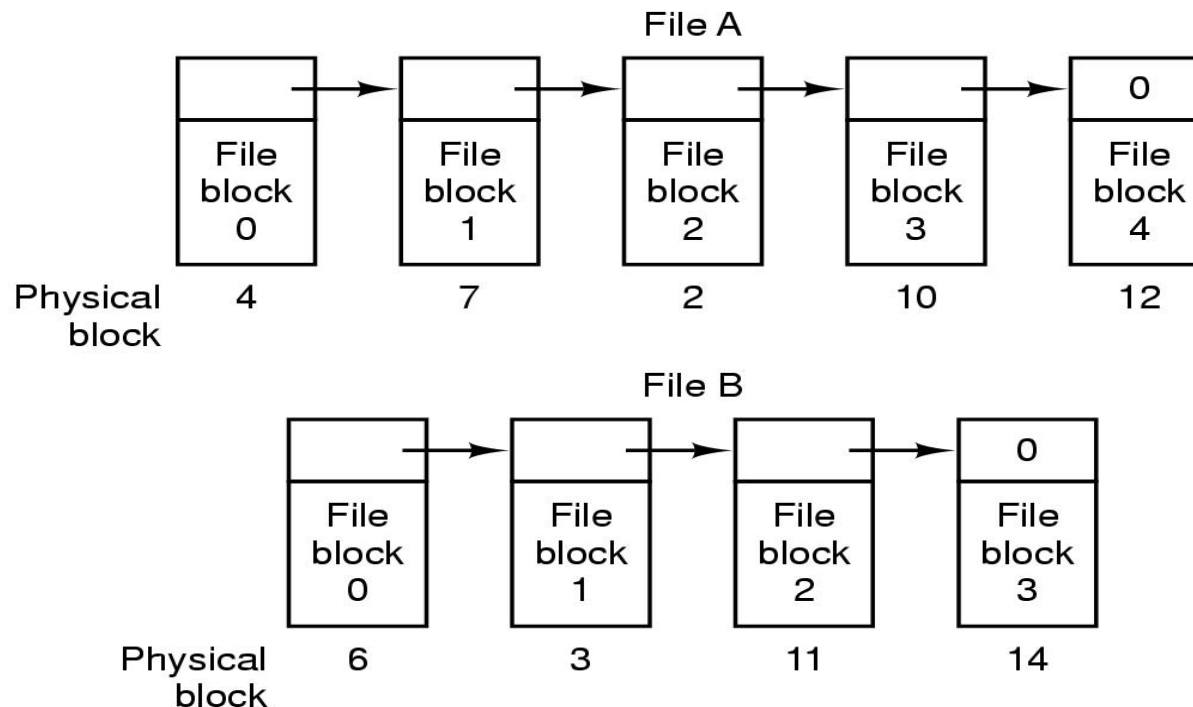 File A
0
File block 0
File block 1
File block 2
File block 3
File block 4
Physical block
4 7 2 10 12
File B
0
File block 0
File block 1
File block 2
File block 3
Physical block
6 3 11 14